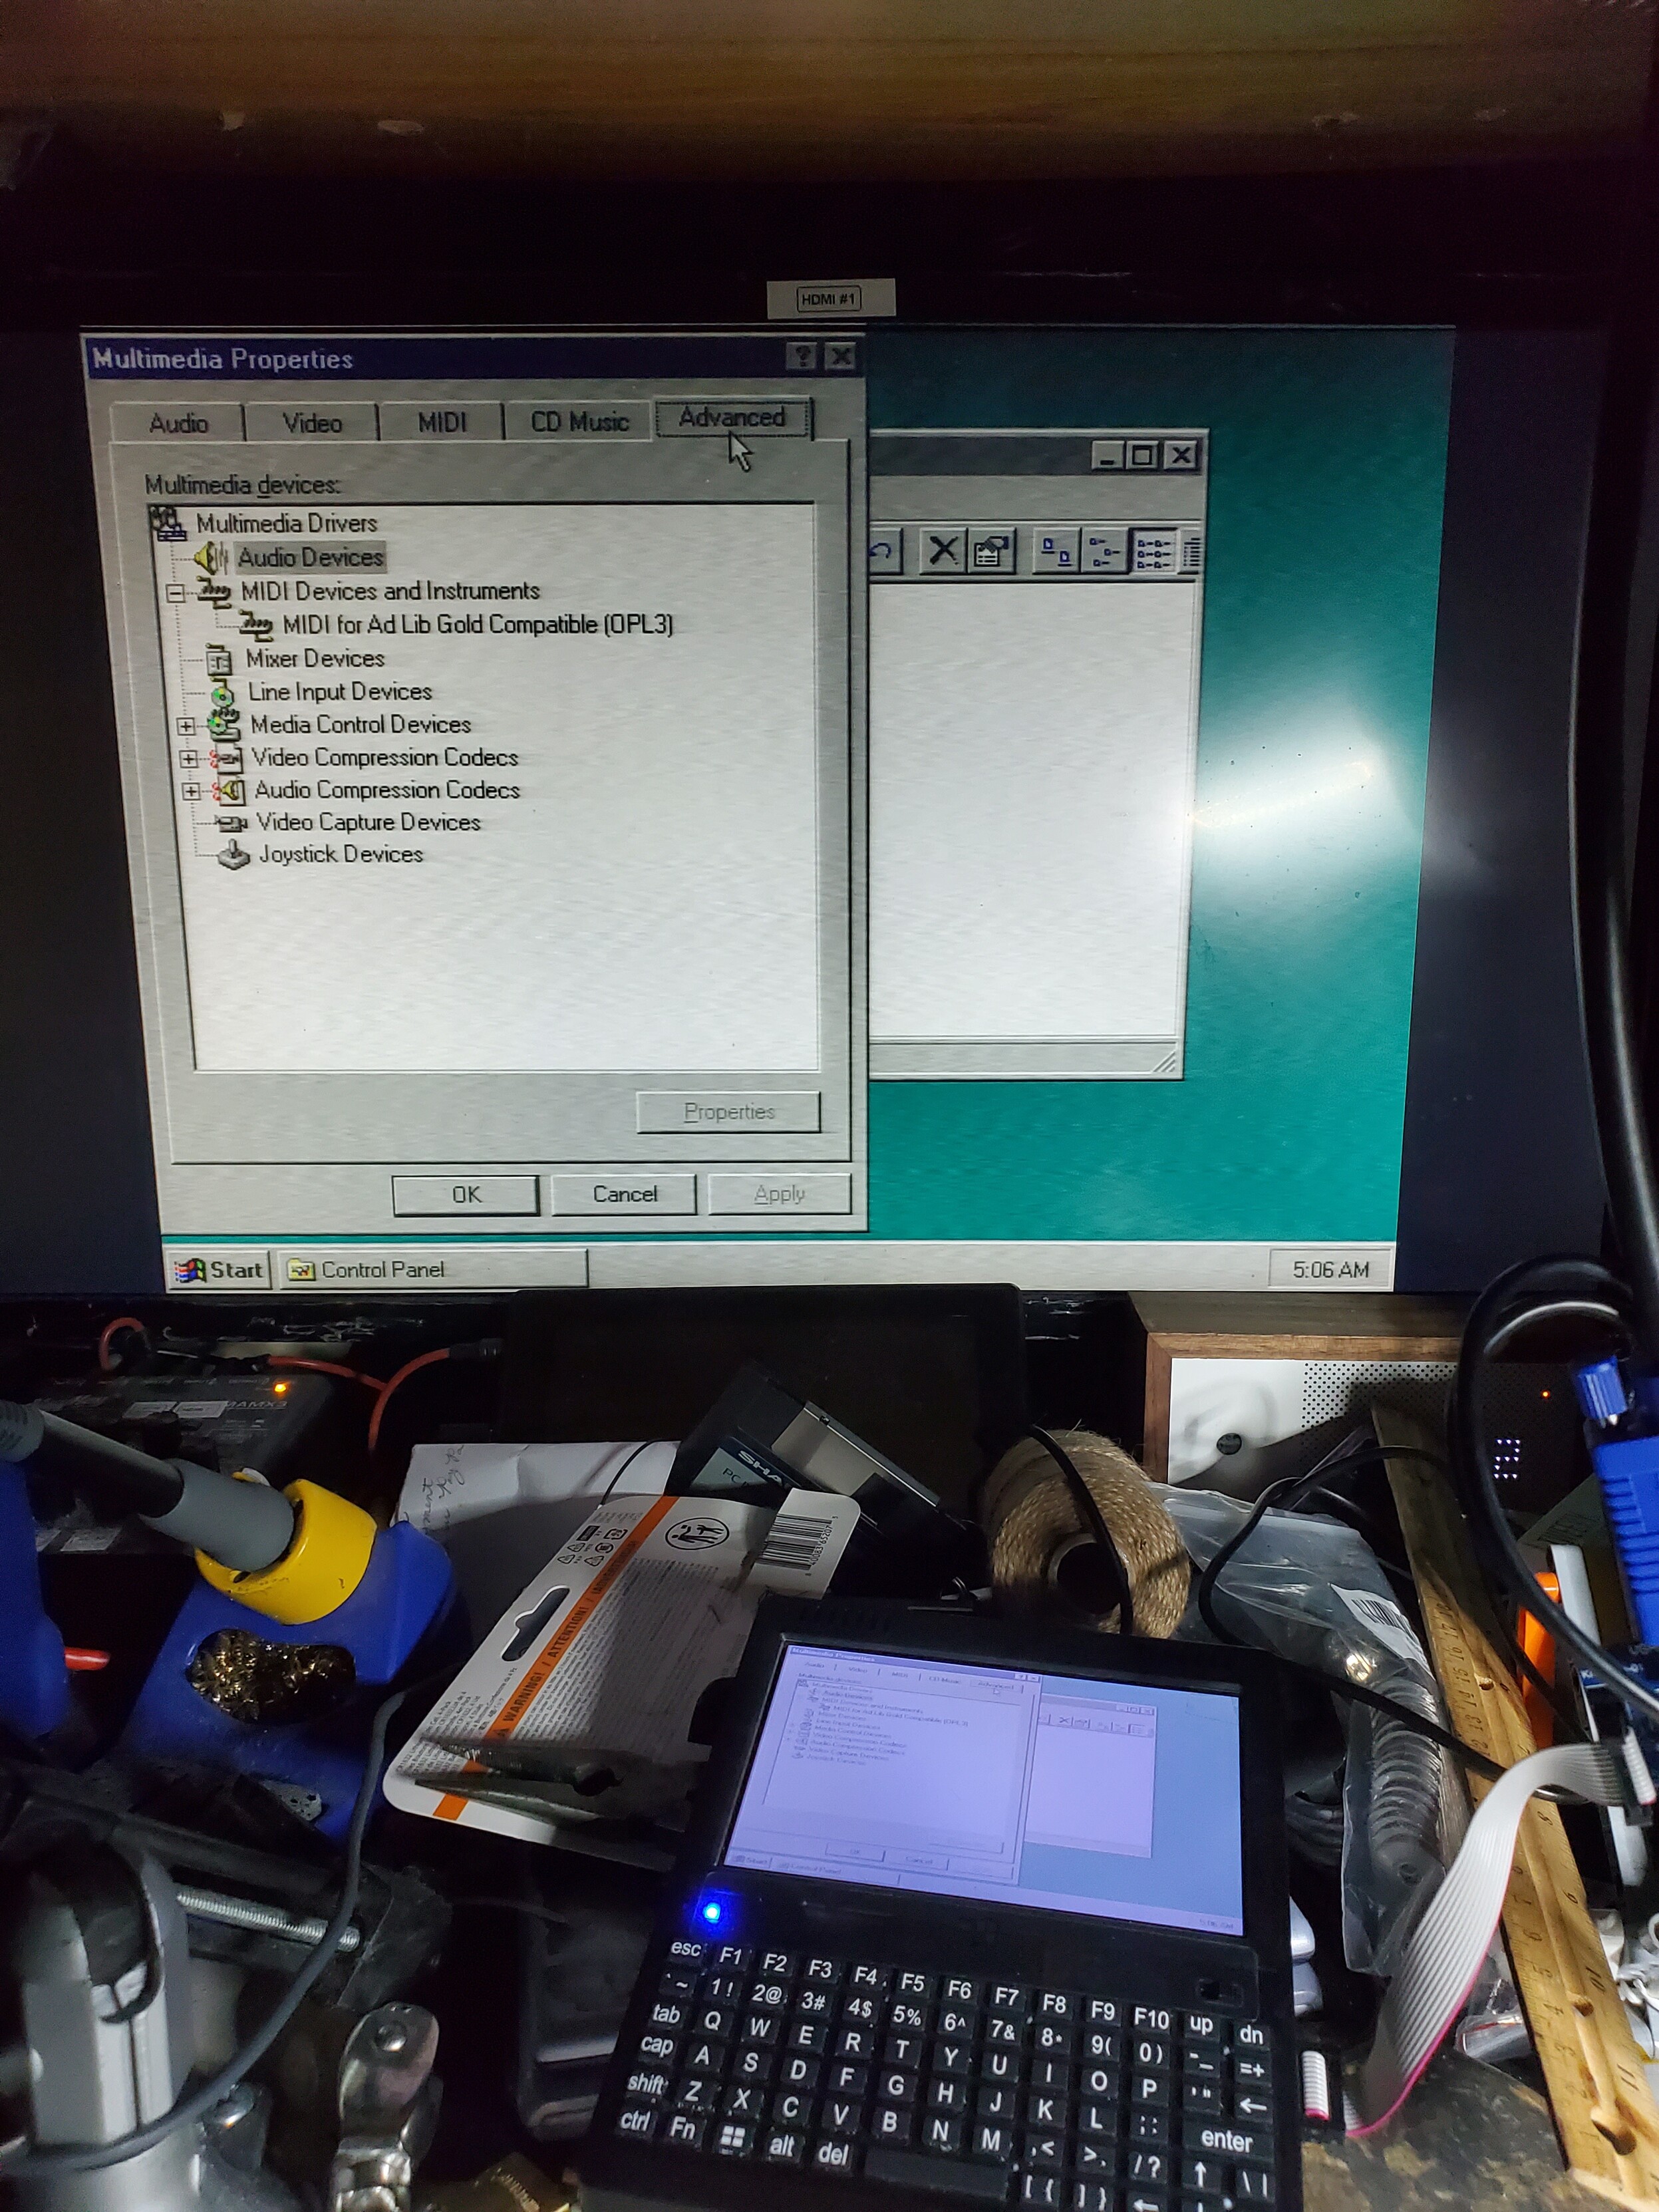 HDMI #1
Multimedia Properties
Audio
Video
MIDI
CD Music
Advanced
Multimedia devices:
Multimedia Drivers
Audio Devices
MIDI Devices and Instruments
MIDI for Ad Lib Gold Compatible (OPL3)
Mixer Devices
Line Input Devices
Media Control Devices
Video Compression Codecs
Audio Compression Codecs
Video Capture Devices
Joystick Devices
Properties
OK
Cancel
Apply
Start
Control Panel
5:06 AM
WARNING! / ATTENTION! /
Multimedia Properties
esc F1 F2 F3 F4 F5 F6 F7 F8 F9 F10 up dn
`~ 1! 2@ 3# 4$ 5% 6^ 7& 8* 9( 0) -_ =+
tab Q W E R T Y U I O P '" ←
cap A S D F G H J K L ;: enter
shift Z X C V B N M ,< >. /? ↑ \|
ctrl Fn alt del [{ ]} ←